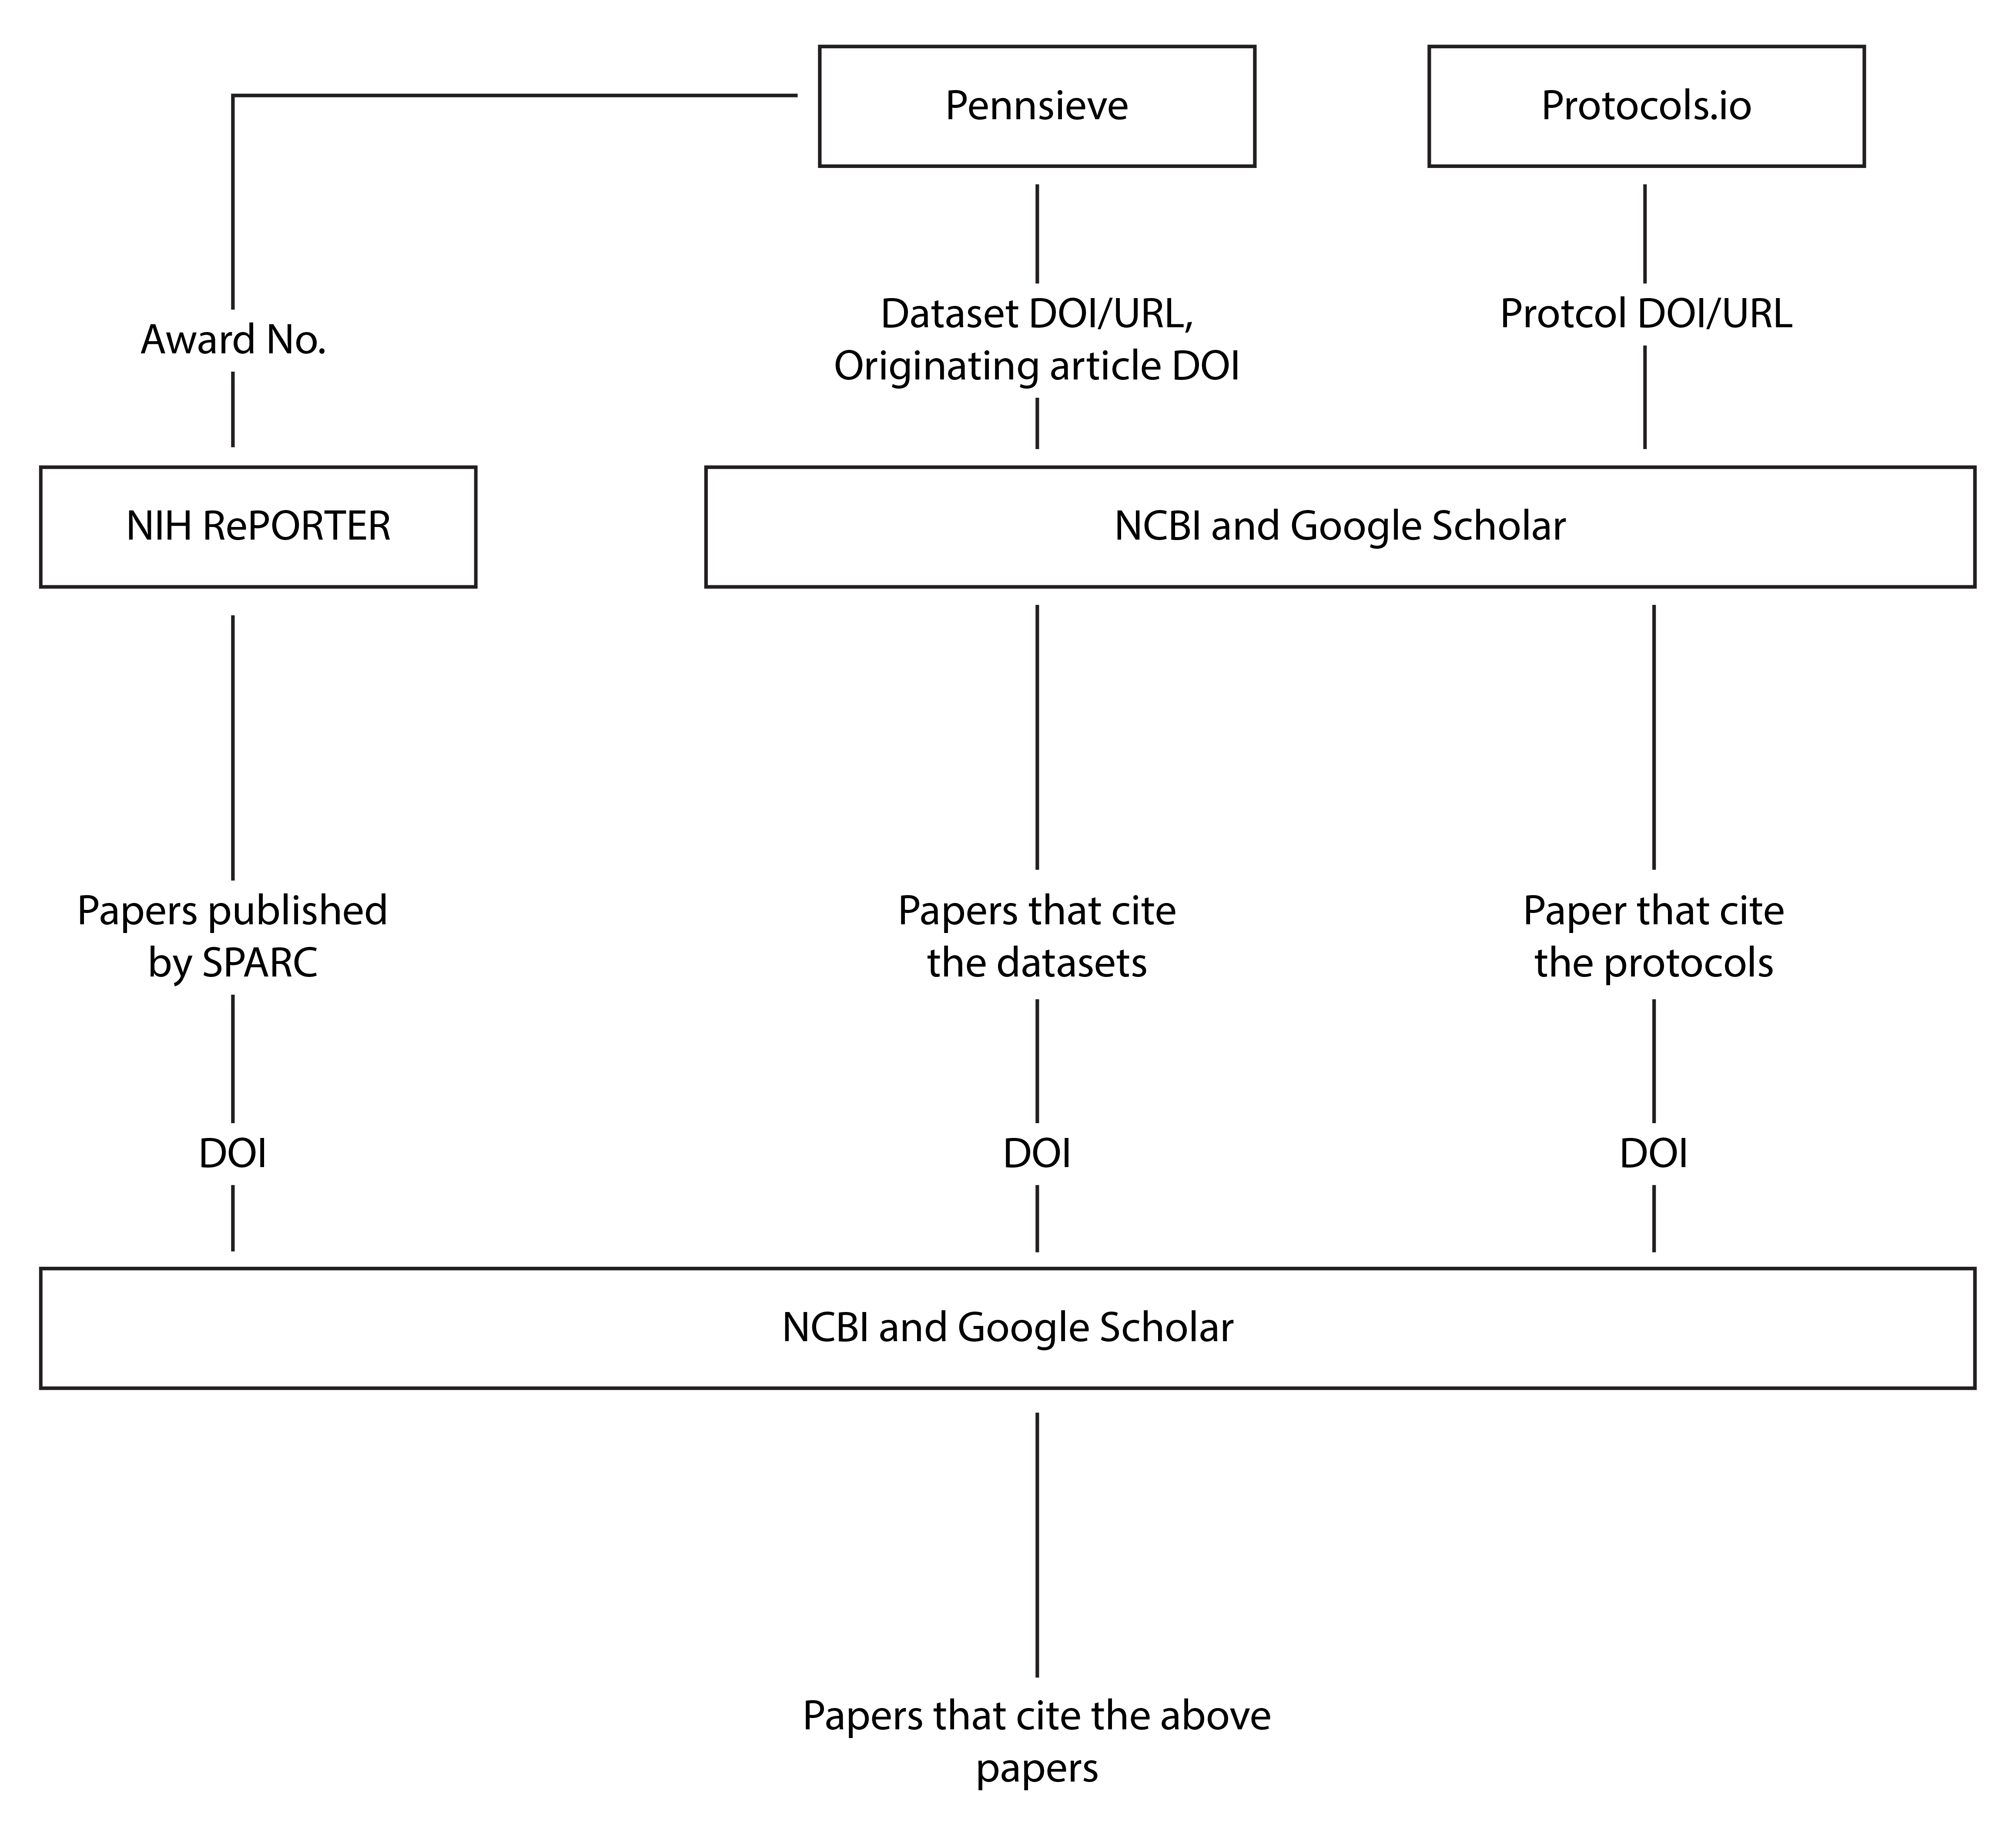 Pennsieve
Protocols.io
Award No.
Dataset DOI/URL,
Originating article DOI
Protcol DOI/URL
NIH RePORTER
NCBI and Google Scholar
Papers published
by SPARC
Papers that cite
the datasets
Paper that cite
the protocols
DOI
DOI
DOI
NCBI and Google Scholar
Papers that cite the above
papers